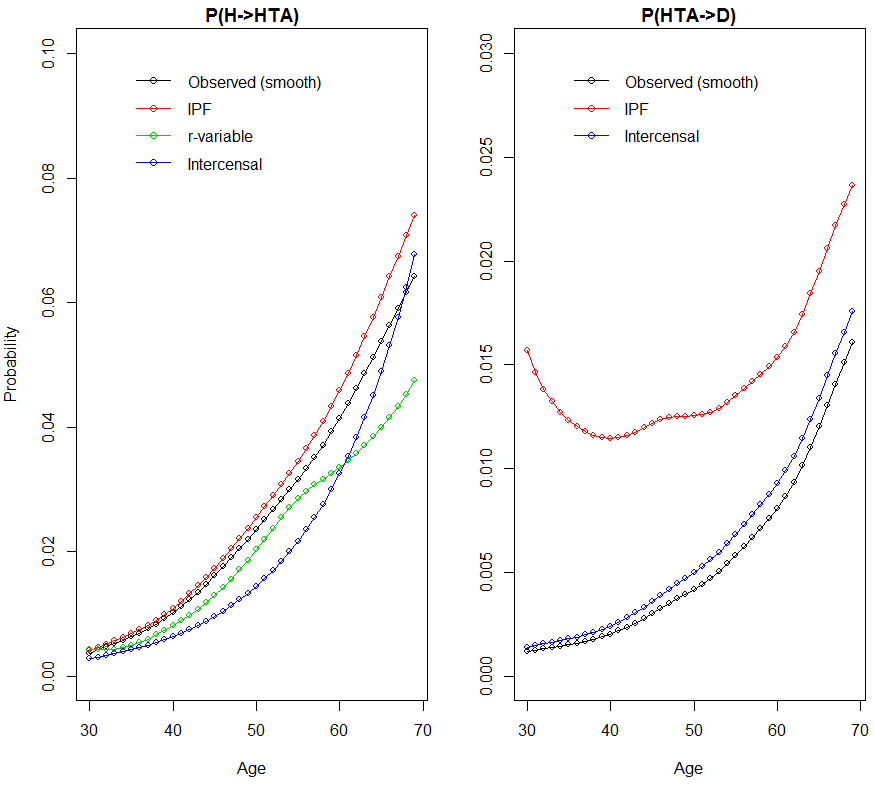 P(H->HTA)
Probability
0.10
0.08
0.06
0.04
0.02
0.00
Observed (smooth)
IPF
r-variable
Intercensal
30 40 50 60 70
Age
P(HTA->D)
0.030
0.025
0.020
0.015
0.010
0.005
0.000
Observed (smooth)
IPF
Intercensal
30 40 50 60 70
Age